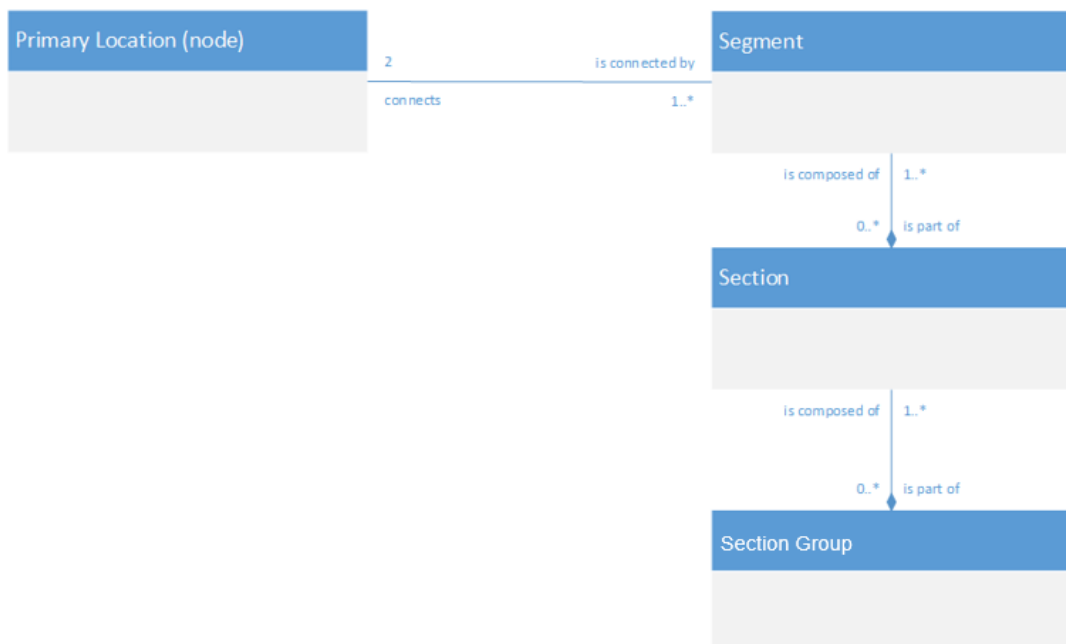 Primary Location (node)
Segment
2
is connected by
connects
1..*
is composed of
1..*
0..*
is part of
Section
is composed of
1..*
0..*
is part of
Section Group